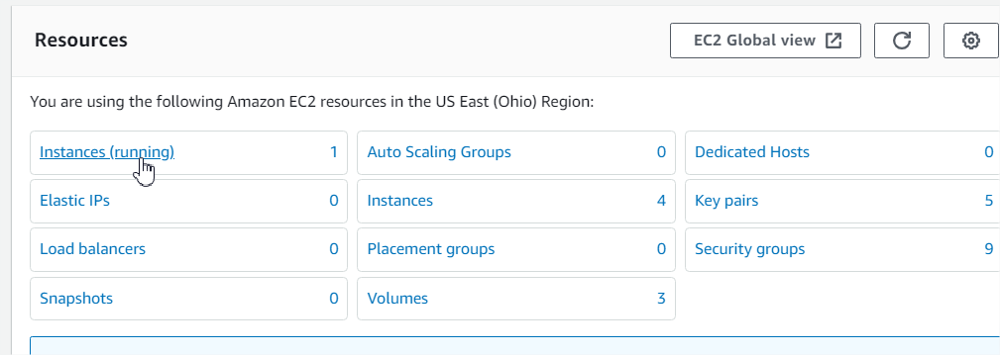 Resources
EC2 Global view
You are using the following Amazon EC2 resources in the US East (Ohio) Region:
Instances (running) 1 Auto Scaling Groups 0 Dedicated Hosts 0
Elastic IPs 0 Instances 4 Key pairs 5
Load balancers 0 Placement groups 0 Security groups 9
Snapshots 0 Volumes 3